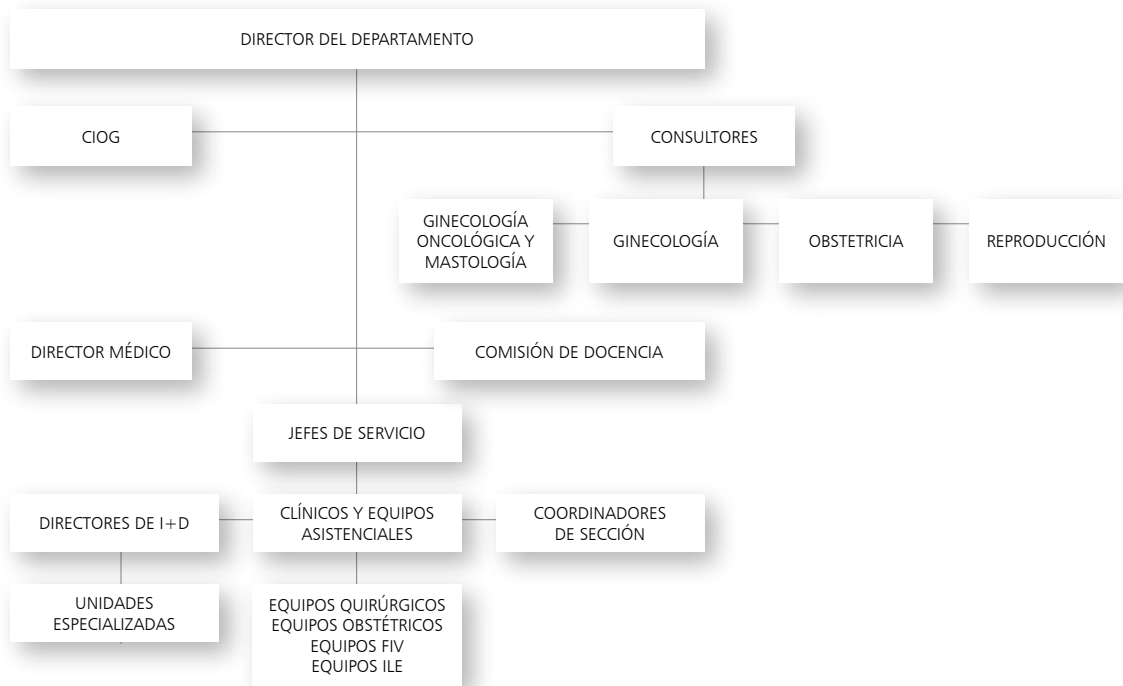 DIRECTOR DEL DEPARTAMENTO
CIOG
CONSULTORES
GINECOLOGÍA
ONCOLÓGICA Y
MASTOLOGÍA
GINECOLOGÍA
OBSTETRICIA
REPRODUCCIÓN
DIRECTOR MÉDICO
COMISIÓN DE DOCENCIA
JEFES DE SERVICIO
DIRECTORES DE I+D
CLÍNICOS Y EQUIPOS
ASISTENCIALES
COORDINADORES
DE SECCIÓN
UNIDADES
ESPECIALIZADAS
EQUIPOS QUIRÚRGICOS
EQUIPOS OBSTÉTRICOS
EQUIPOS FIV
EQUIPOS ILE